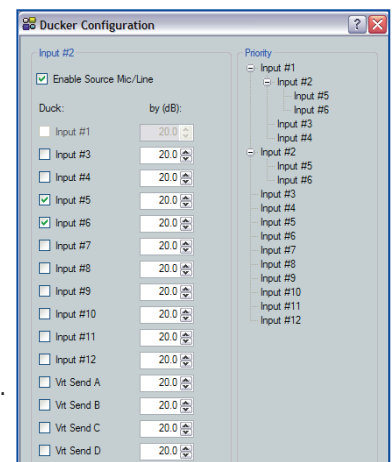 Ducker Configuration
Input #2
Enable Source Mic/Line
Duck: by (dB):
Input #1 20.0
Input #3 20.0
Input #4 20.0
Input #5 20.0
Input #6 20.0
Input #7 20.0
Input #8 20.0
Input #9 20.0
Input #10 20.0
Input #11 20.0
Input #12 20.0
Vrt Send A 20.0
Vrt Send B 20.0
Vrt Send C 20.0
Vrt Send D 20.0
Priority
Input #1
Input #2
Input #5
Input #6
Input #3
Input #4
Input #2
Input #5
Input #6
Input #3
Input #4
Input #5
Input #6
Input #7
Input #8
Input #9
Input #10
Input #11
Input #12
.